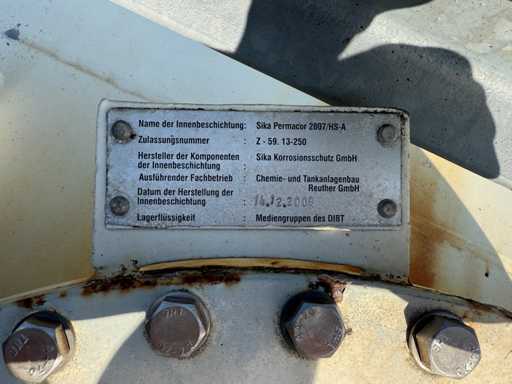 Name der Innenbeschichtung: Sika Permacor 2807/HS-A
Zulassungsnummer : Z - 59. 13-250
Hersteller der Komponenten
der Innenbeschichtung : Sika Korrosionsschutz GmbH
Ausführender Fachbetrieb : Chemie- und Tankanlagenbau
Reuther GmbH
Datum der Herstellung der
Innenbeschichtung : 14.12.2009
Lagerflüssigkeit : Mediengruppen des DIBT